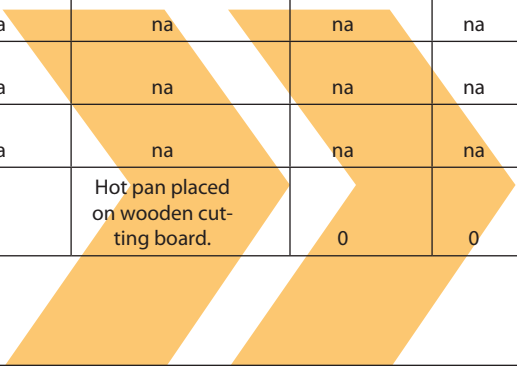 a na na na
a na na na
a na na na
Hot pan placed
on wooden cut-
ting board. 0 0